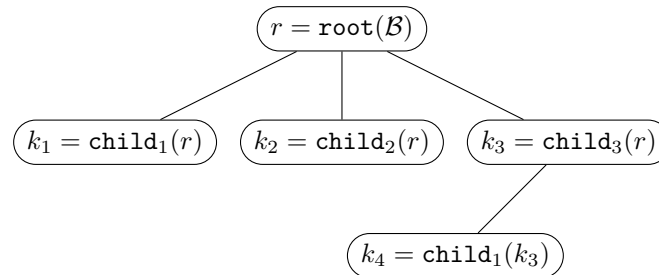 r = root(ℬ)
k₁ = child₁(r)
k₂ = child₂(r)
k₃ = child₃(r)
k₄ = child₁(k₃)